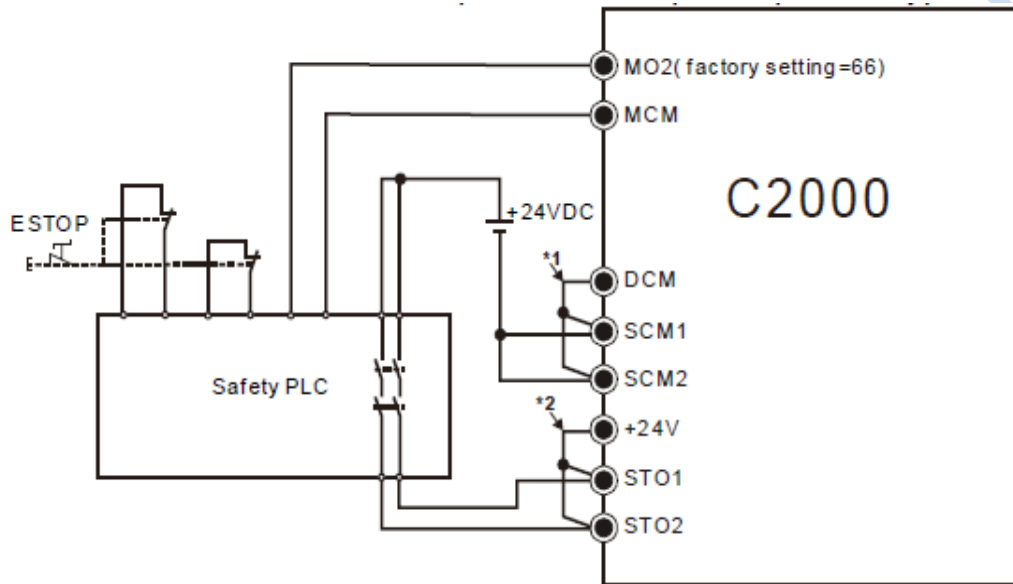 MO2( factory setting=66)
MCM
C2000
ESTOP
+24VDC
*1
DCM
SCM1
Safety PLC
SCM2
*2
+24V
STO1
STO2